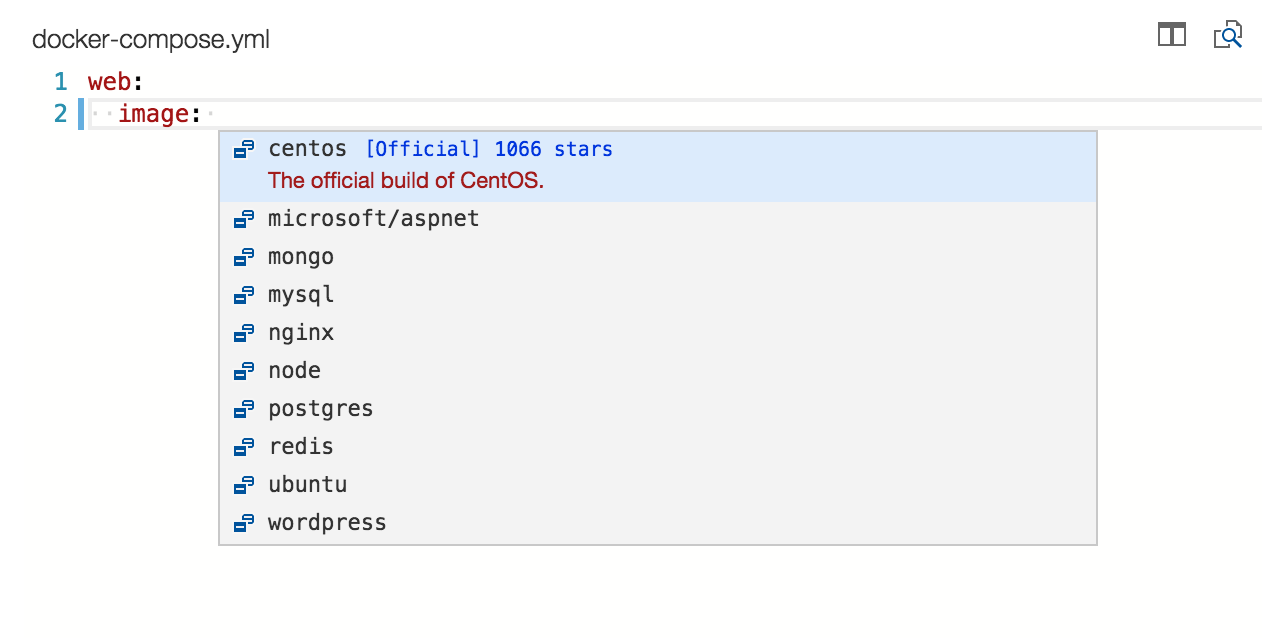 docker-compose.yml
1 web:
2   image:
centos [Official] 1066 stars
The official build of CentOS.
microsoft/aspnet
mongo
mysql
nginx
node
postgres
redis
ubuntu
wordpress